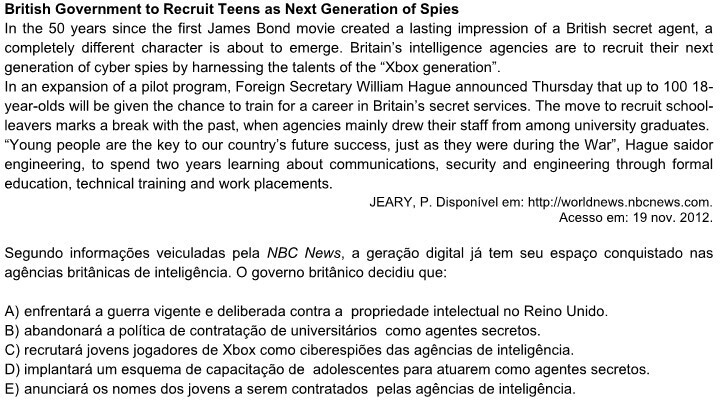 British Government to Recruit Teens as Next Generation of Spies
In the 50 years since the first James Bond movie created a lasting impression of a British secret agent, a
completely different character is about to emerge. Britain's intelligence agencies are to recruit their next
generation of cyber spies by harnessing the talents of the “Xbox generation”.
In an expansion of a pilot program, Foreign Secretary William Hague announced Thursday that up to 100 18-
year-olds will be given the chance to train for a career in Britain's secret services. The move to recruit school-
leavers marks a break with the past, when agencies mainly drew their staff from among university graduates.
“Young people are the key to our country's future success, just as they were during the War”, Hague saidor
engineering, to spend two years learning about communications, security and engineering through formal
education, technical training and work placements.
JEARY, P. Disponível em: http://worldnews.nbcnews.com.
Acesso em: 19 nov. 2012.
Segundo informações veiculadas pela NBC News, a geração digital já tem seu espaço conquistado nas
agências britânicas de inteligência. O governo britânico decidiu que:
A) enfrentará a guerra vigente e deliberada contra a propriedade intelectual no Reino Unido.
B) abandonará a política de contratação de universitários como agentes secretos.
C) recrutará jovens jogadores de Xbox como ciberespiões das agências de inteligência.
D) implantará um esquema de capacitação de adolescentes para atuarem como agentes secretos.
E) anunciará os nomes dos jovens a serem contratados pelas agências de inteligência.